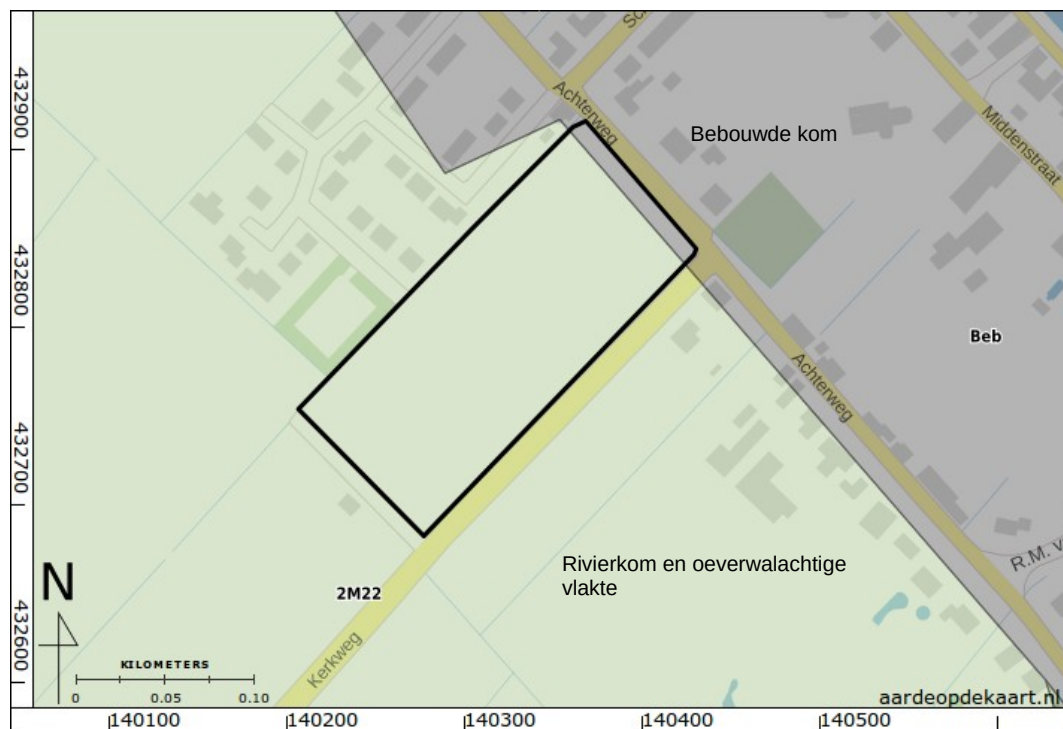 432900
432800
432700
432600
Achterweg
Bebouwde kom
Middenstraat
Beb
Achterweg
R.M. v
Rivierkom en oeverwalachtige
vlakte
2M22
Kerkweg
N
KILOMETERS
0 0.05 0.10
aardeopdekaart.nl
140100 140200 140300 140400 140500